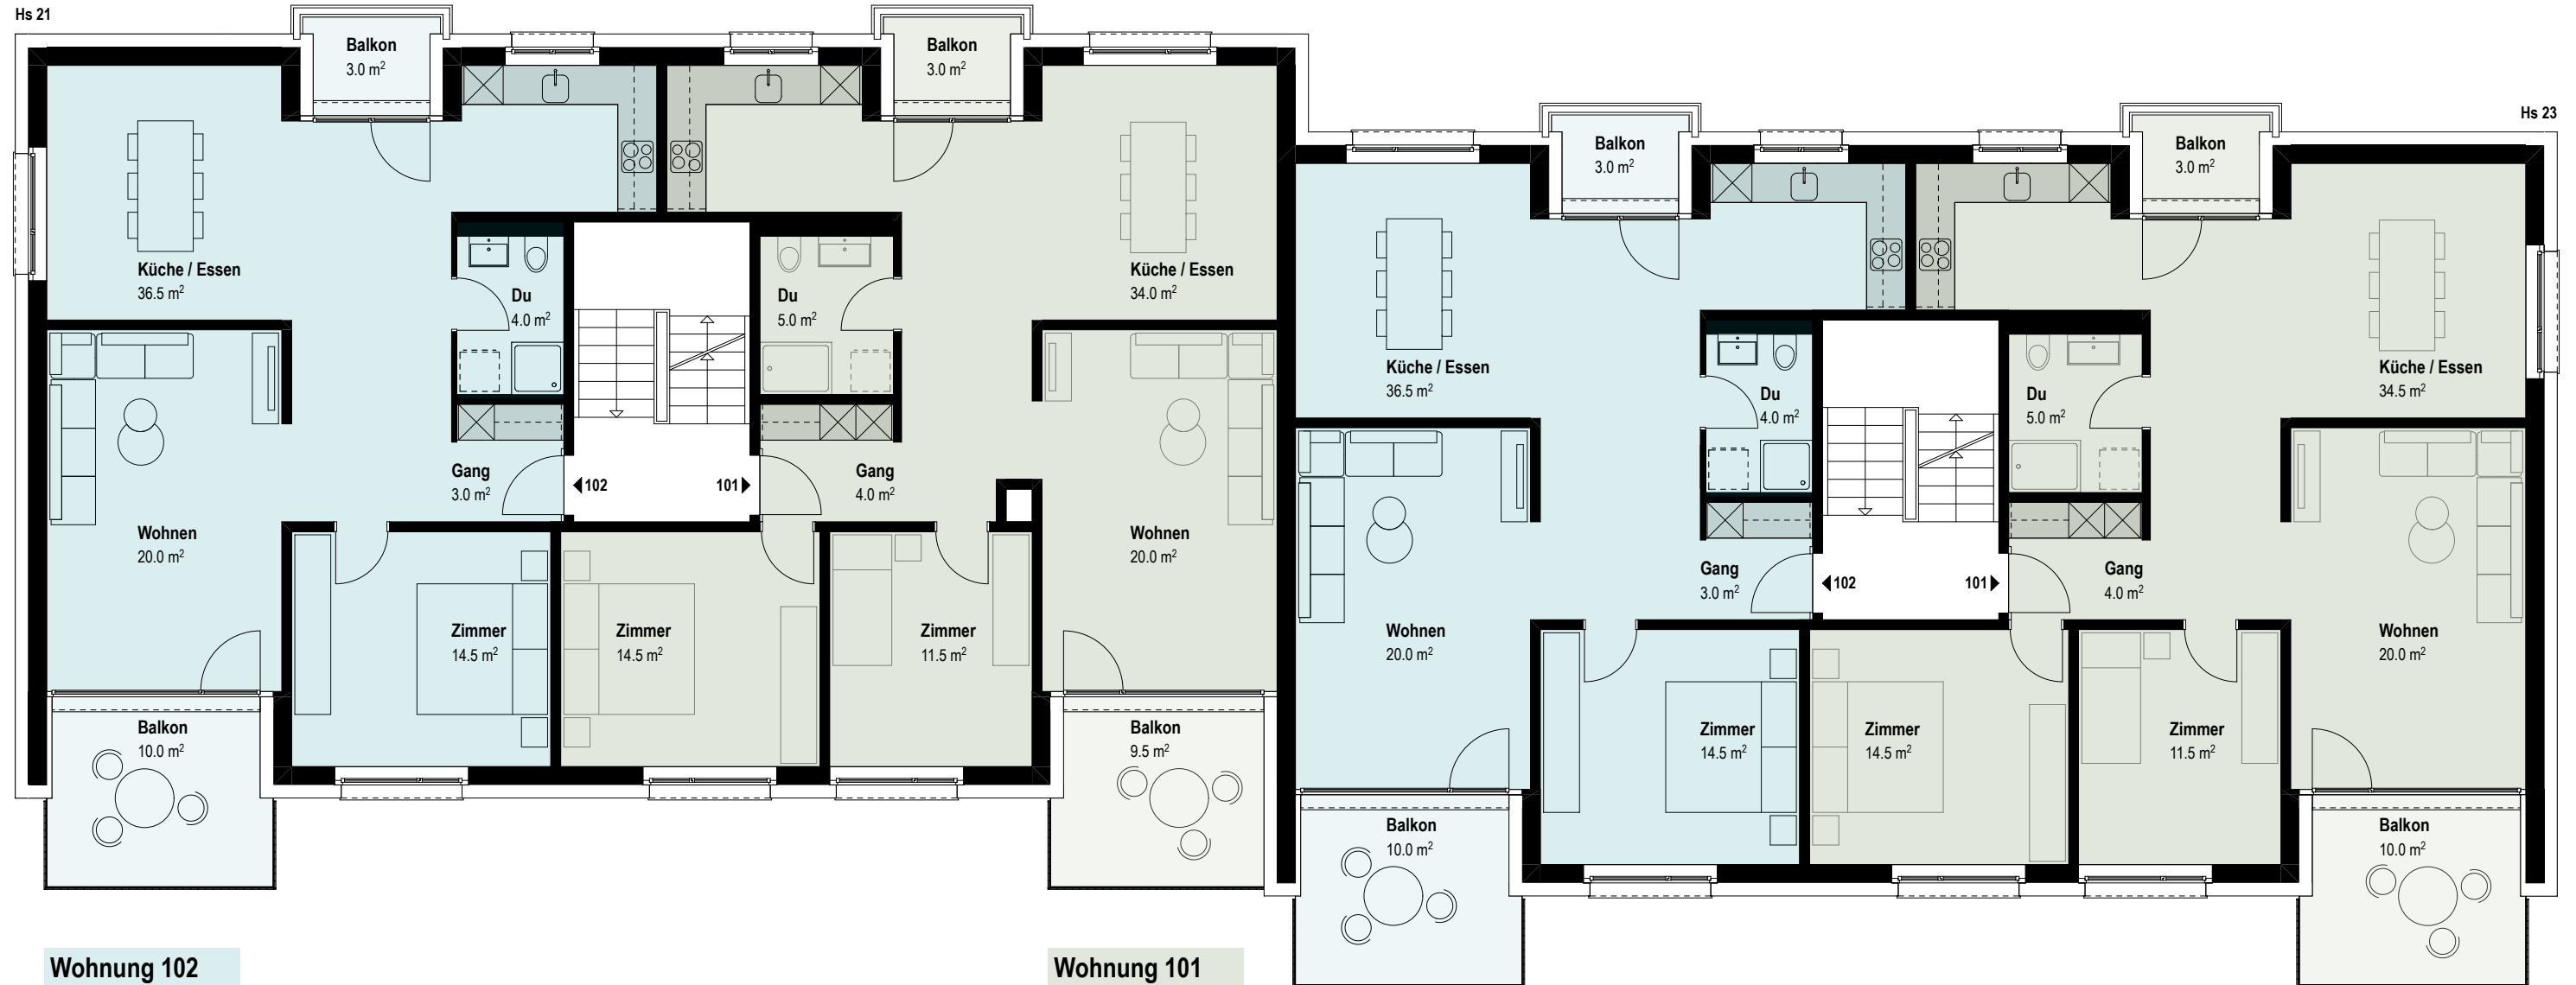 Hs 21
Balkon
3.0 m²
Balkon
3.0 m²
Küche / Essen
36.5 m²
Du
4.0 m²
Du
5.0 m²
Küche / Essen
34.0 m²
Gang
3.0 m²
102
101
Gang
4.0 m²
Wohnen
20.0 m²
Wohnen
20.0 m²
Zimmer
14.5 m²
Zimmer
14.5 m²
Zimmer
11.5 m²
Balkon
10.0 m²
Balkon
9.5 m²
Wohnung 102
Wohnung 101
Hs 23
Balkon
3.0 m²
Balkon
3.0 m²
Küche / Essen
36.5 m²
Du
4.0 m²
Du
5.0 m²
Küche / Essen
34.5 m²
Gang
3.0 m²
102
101
Gang
4.0 m²
Wohnen
20.0 m²
Wohnen
20.0 m²
Zimmer
14.5 m²
Zimmer
14.5 m²
Zimmer
11.5 m²
Balkon
10.0 m²
Balkon
10.0 m²